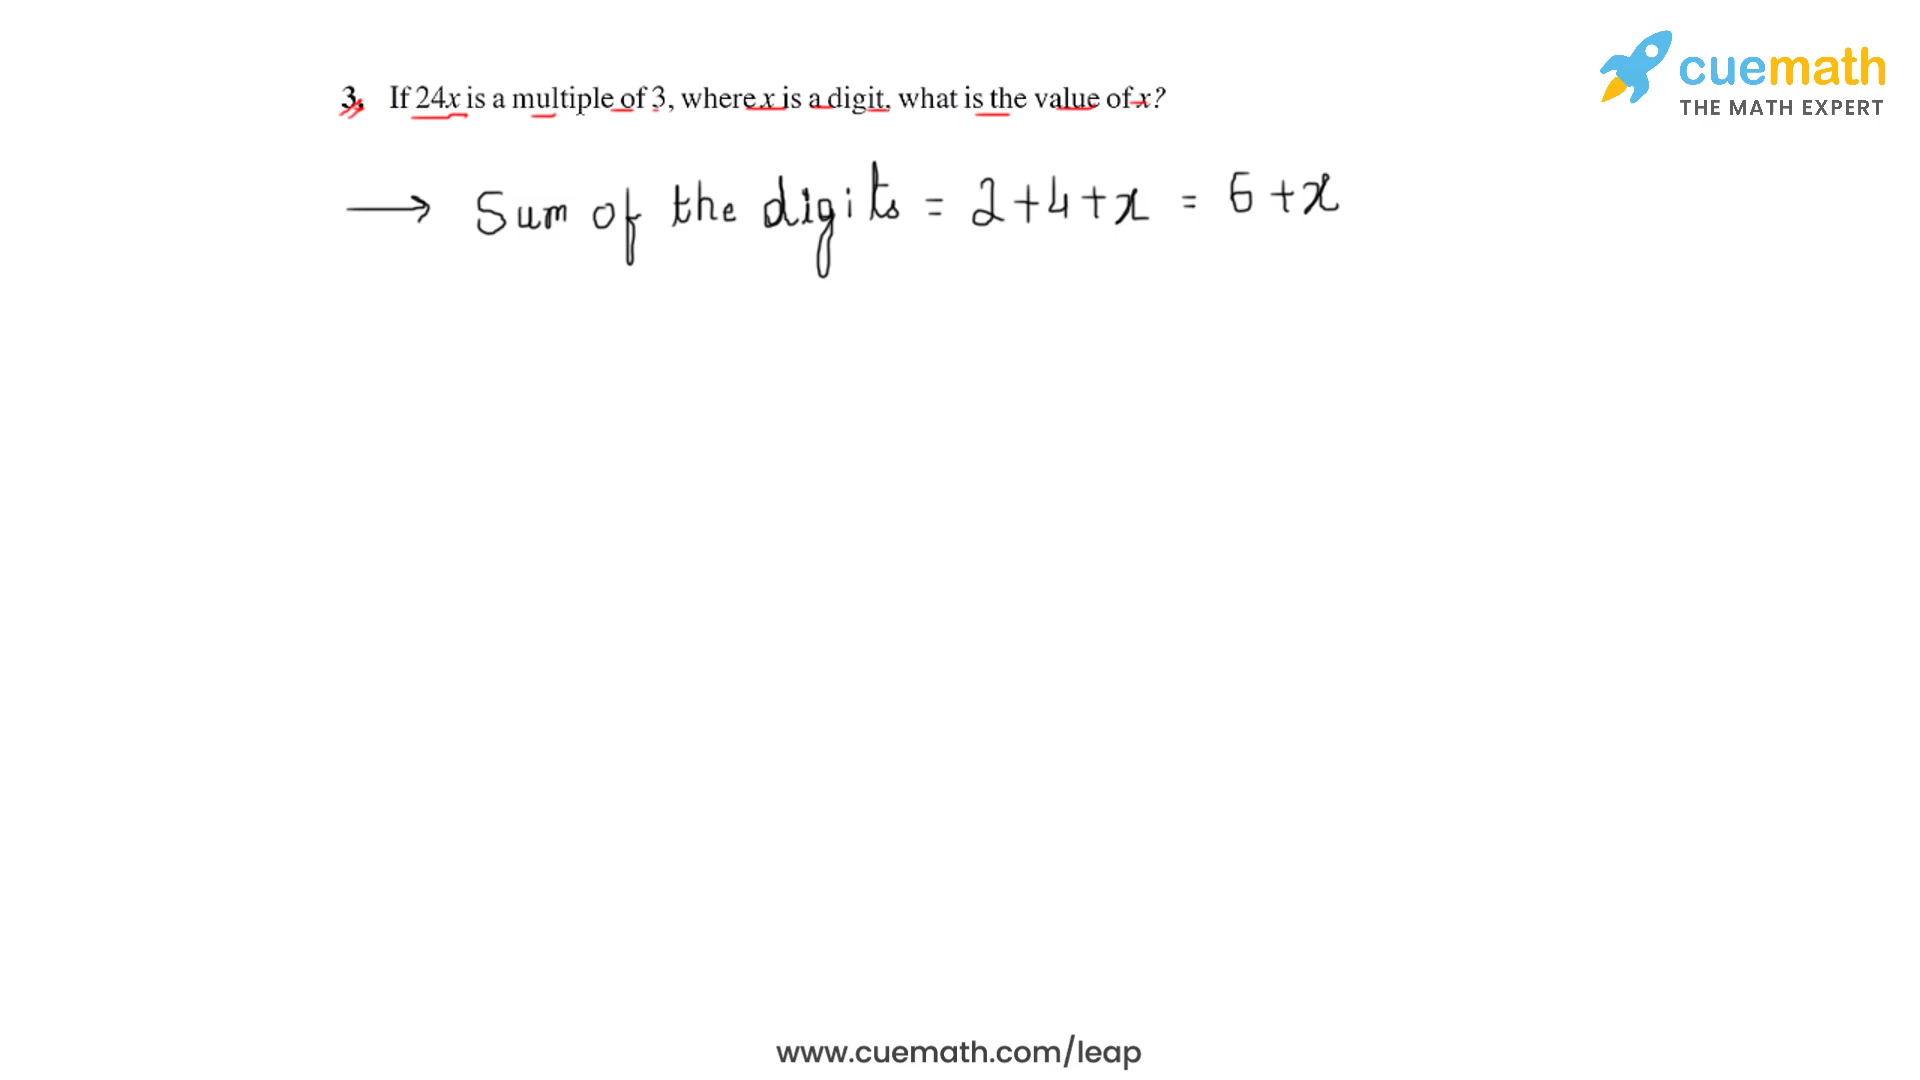 cuemath
THE MATH EXPERT
3. If 24x is a multiple of 3, where x is a digit, what is the value of x?
→ Sum of the digits = 2+4+x = 6+x
www.cuemath.com/leap